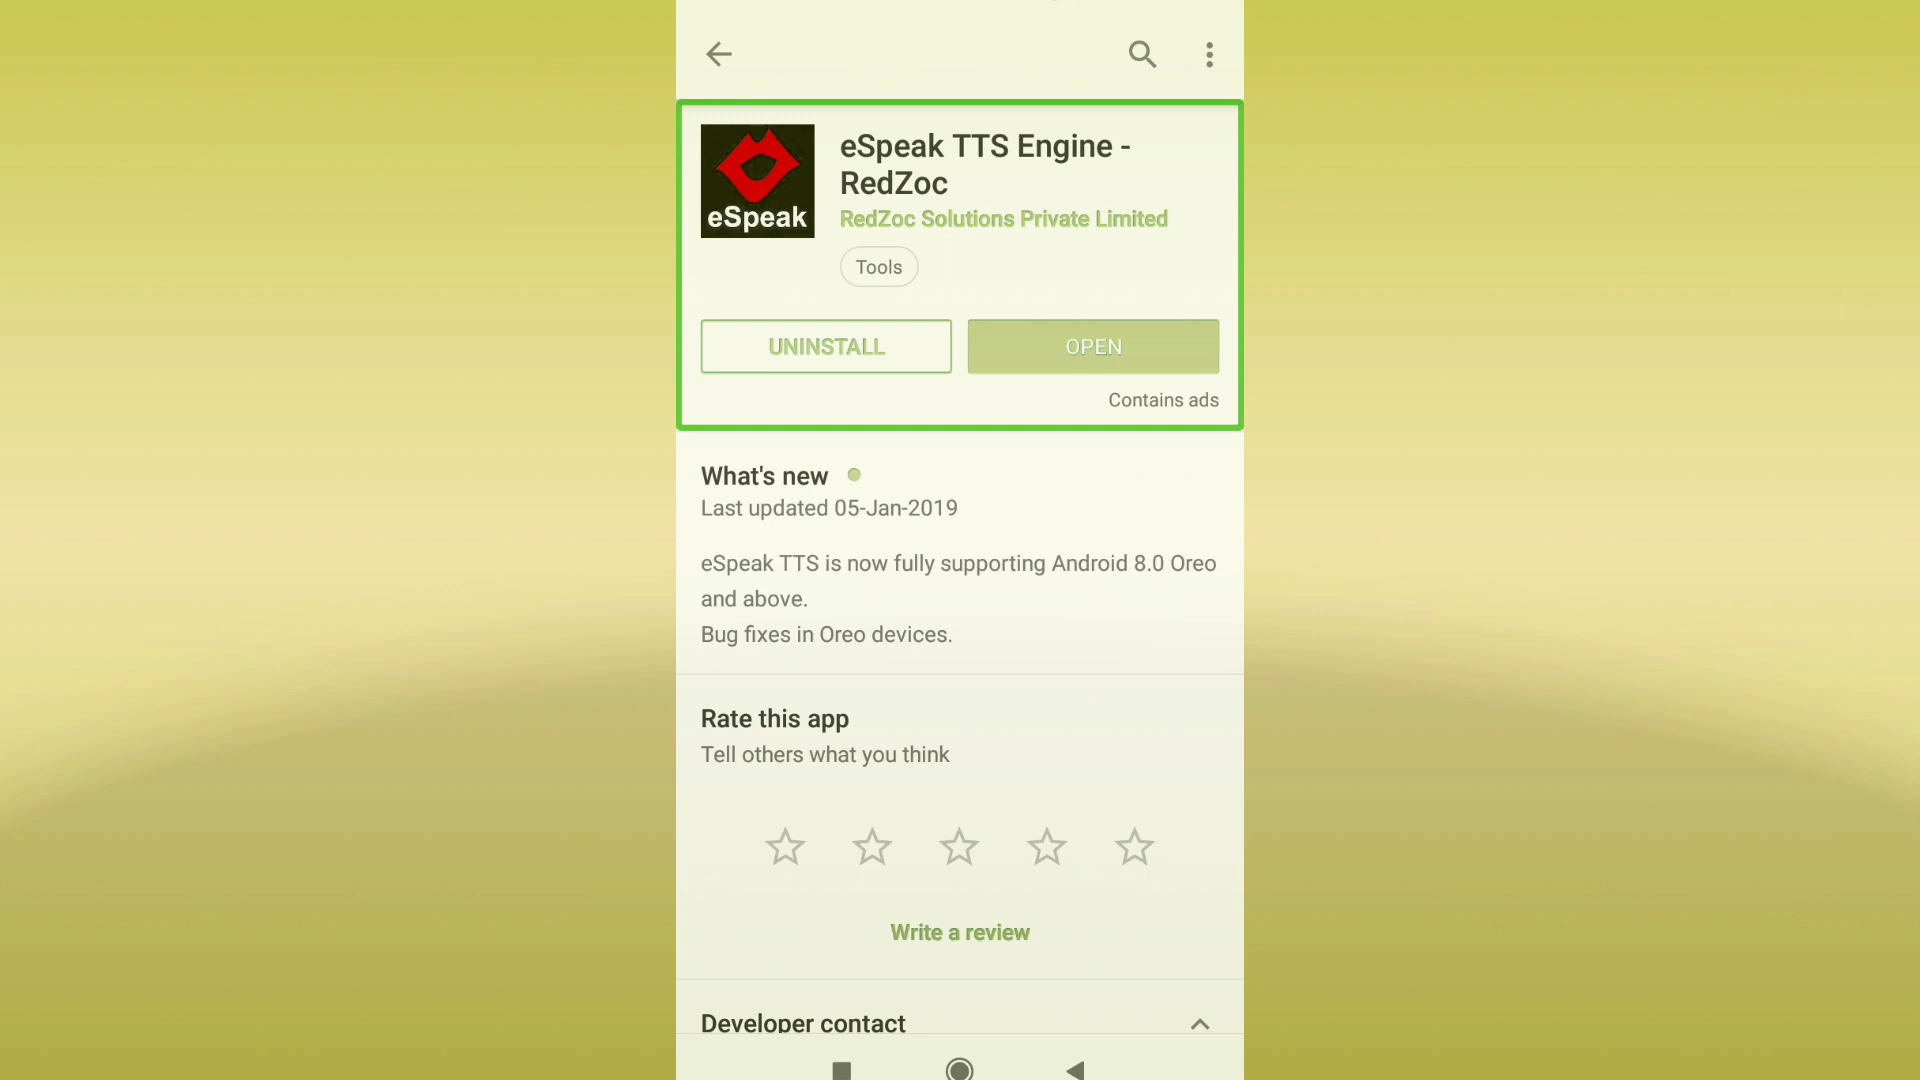 eSpeak
eSpeak TTS Engine -
RedZoc
RedZoc Solutions Private Limited
Tools
UNINSTALL
OPEN
Contains ads
What's new
Last updated 05-Jan-2019
eSpeak TTS is now fully supporting Android 8.0 Oreo
and above.
Bug fixes in Oreo devices.
Rate this app
Tell others what you think
Write a review
Developer contact